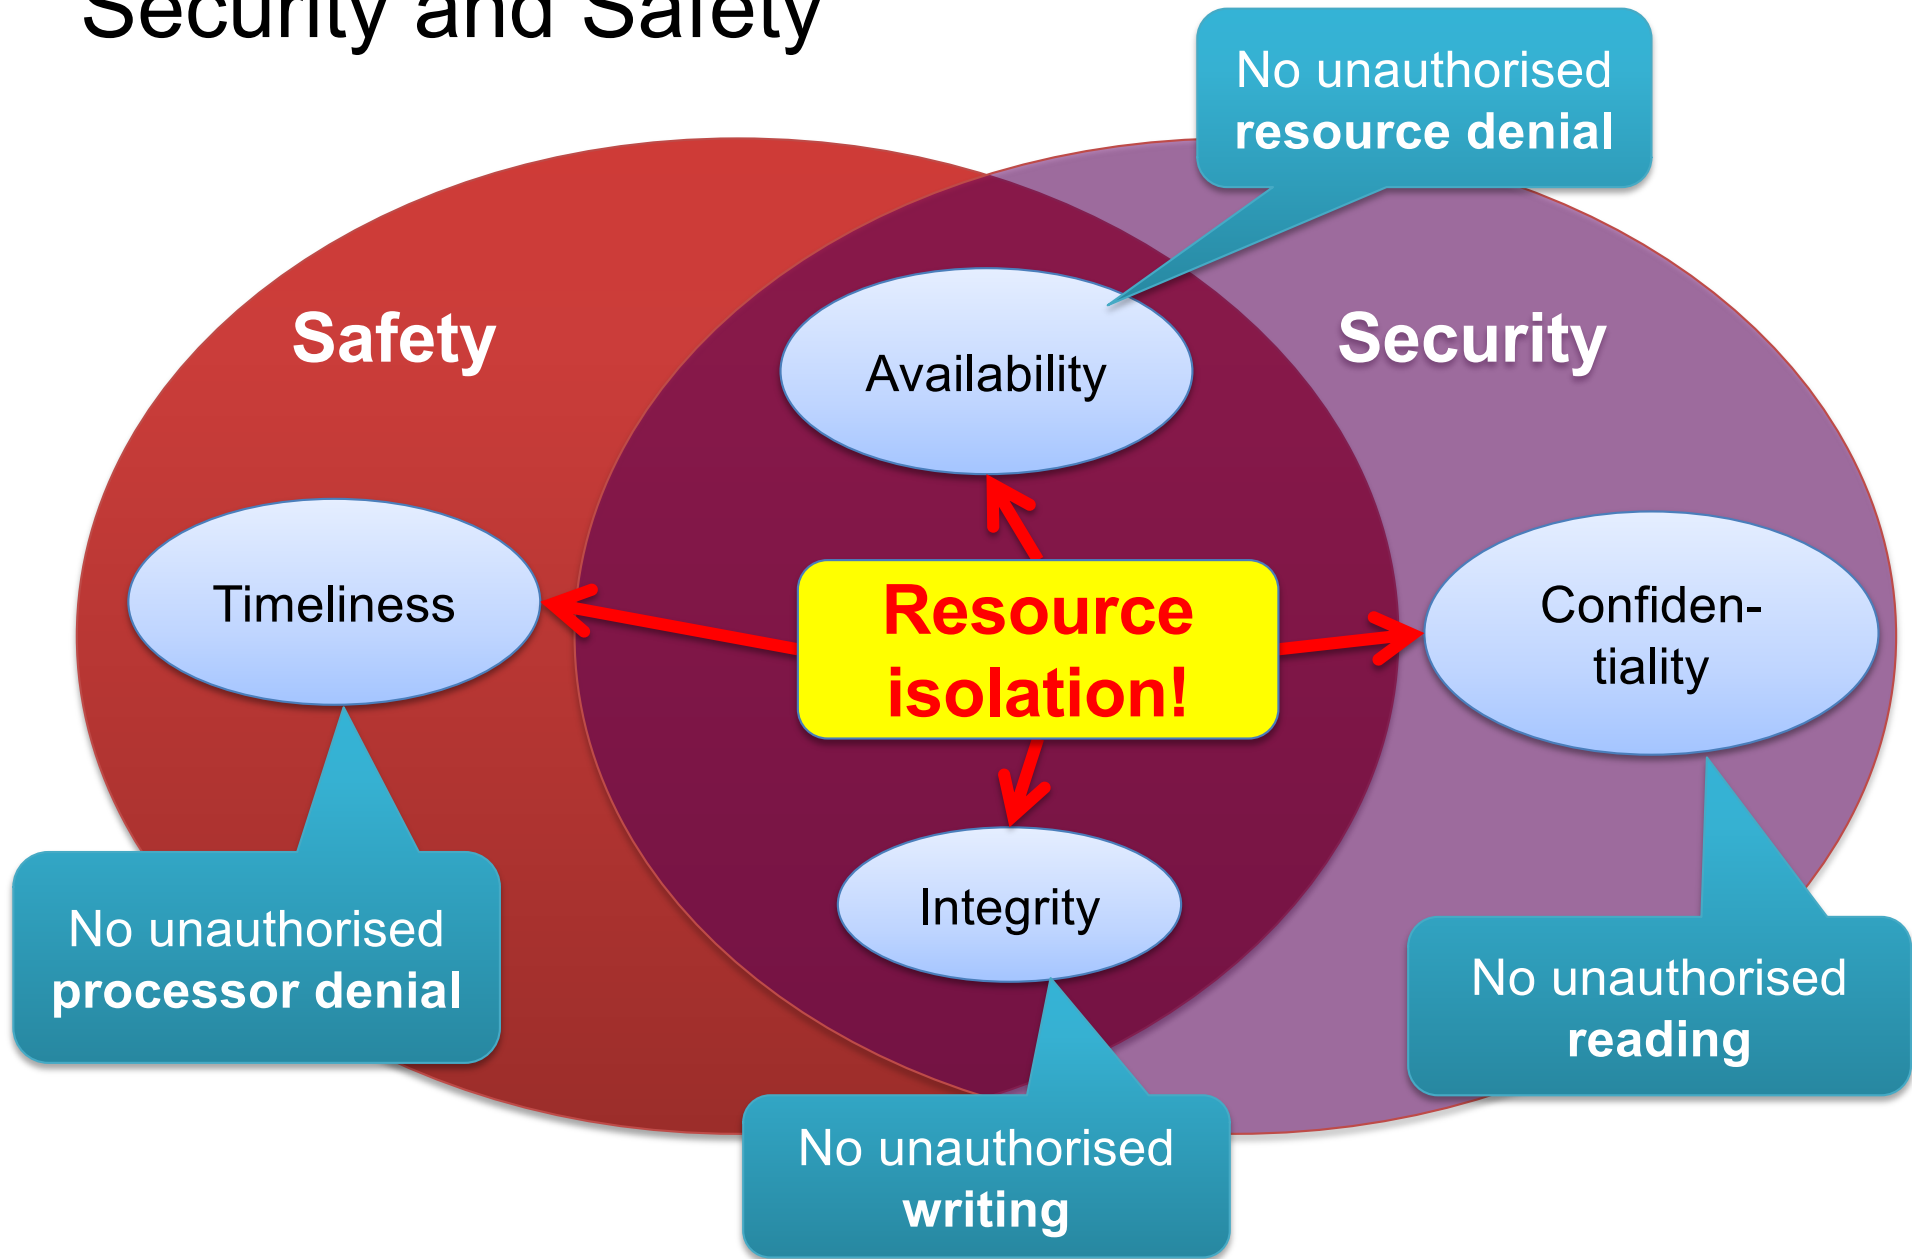 Security and Safety
No unauthorised
resource denial
Safety
Security
Availability
Timeliness
Resource
isolation!
Confiden-
tiality
Integrity
No unauthorised
processor denial
No unauthorised
reading
No unauthorised
writing